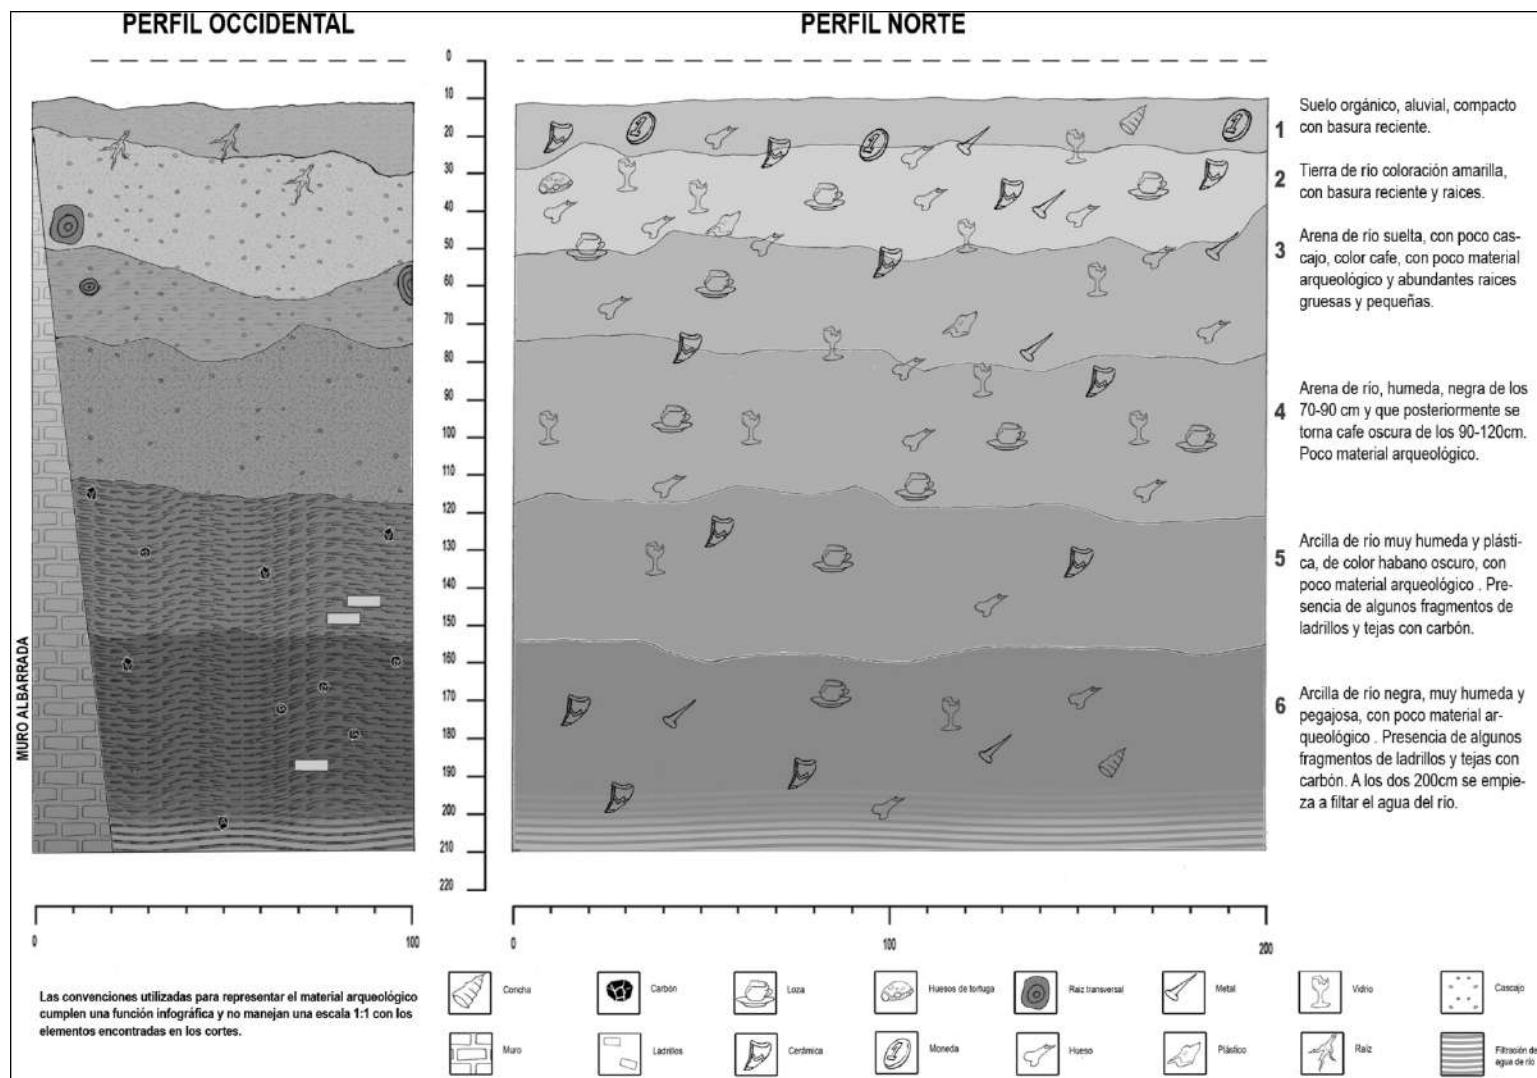 PERFIL OCCIDENTAL
PERFIL NORTE
0
10
20
30
40
50
60
70
80
90
100
110
120
130
140
150
160
170
180
190
200
210
220
MURO ALBARRADA
1
Suelo orgánico, aluvial, compacto
con basura reciente.
2
Tierra de río coloración amarilla,
con basura reciente y raices.
3
Arena de río suelta, con poco cas-
cajo, color cafe, con poco material
arqueológico y abundantes raices
gruesas y pequeñas.
4
Arena de río, humeda, negra de los
70-90 cm y que posteriormente se
torna cafe oscura de los 90-120cm.
Poco material arqueológico.
5
Arcilla de río muy humeda y plásti-
ca, de color habano oscuro, con
poco material arqueológico . Pre-
sencia de algunos fragmentos de
ladrillos y tejas con carbón.
6
Arcilla de río negra, muy humeda y
pegajosa, con poco material ar-
queológico . Presencia de algunos
fragmentos de ladrillos y tejas con
carbón. A los dos 200cm se empie-
za a filtar el agua del río.
0 100
0 100 200
Las convenciones utilizadas para representar el material arqueológico
cumplen una función infográfica y no manejan una escala 1:1 con los
elementos encontradas en los cortes.
Concha Carbón Loza Huesos de tortuga Raiz transversal Metal Vidrio Cascajo
Muro Ladrillos Cerámica Moneda Hueso Plástico Raíz Filtración de
agua de río